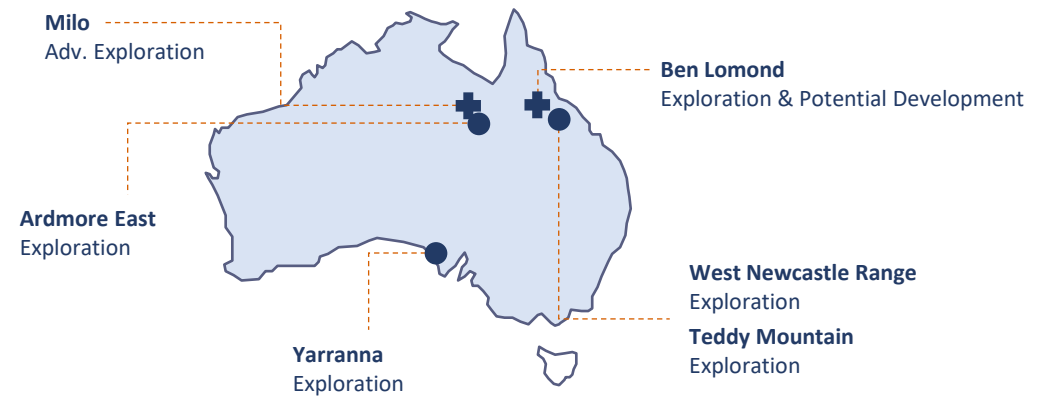 Milo
Adv. Exploration
Ben Lomond
Exploration & Potential Development
Ardmore East
Exploration
West Newcastle Range
Exploration
Teddy Mountain
Exploration
Yarranna
Exploration